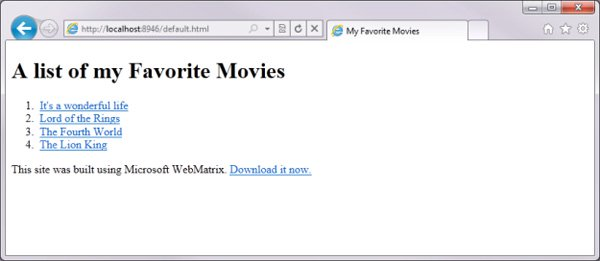 http://localhost:8946/default.html
My Favorite Movies
A list of my Favorite Movies
1. It's a wonderful life
2. Lord of the Rings
3. The Fourth World
4. The Lion King
This site was built using Microsoft WebMatrix. Download it now.